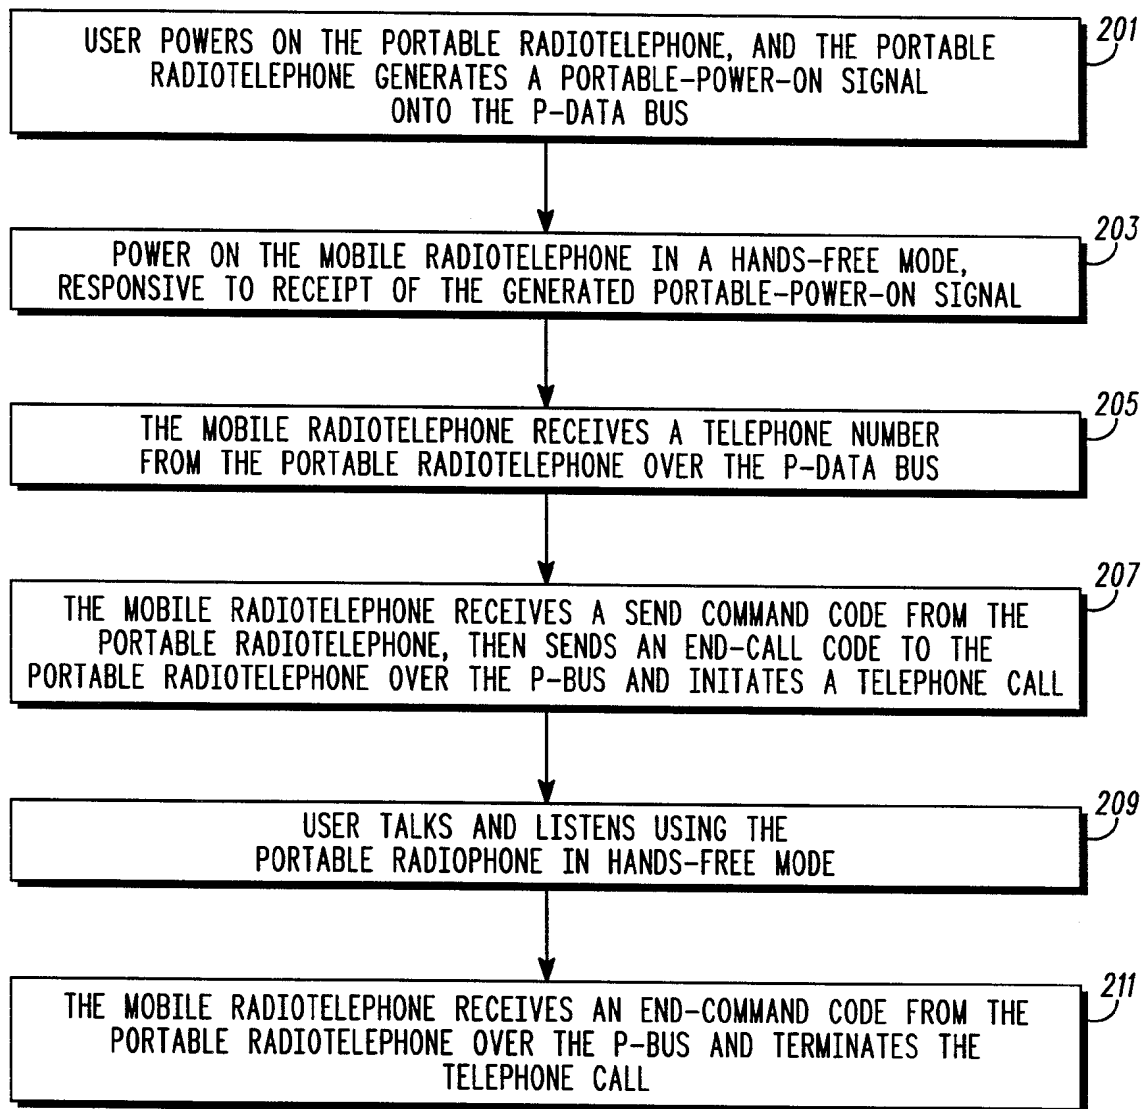 201
USER POWERS ON THE PORTABLE RADIOTELEPHONE, AND THE PORTABLE
RADIOTELEPHONE GENERATES A PORTABLE-POWER-ON SIGNAL
ONTO THE P-DATA BUS
203
POWER ON THE MOBILE RADIOTELEPHONE IN A HANDS-FREE MODE,
RESPONSIVE TO RECEIPT OF THE GENERATED PORTABLE-POWER-ON SIGNAL
205
THE MOBILE RADIOTELEPHONE RECEIVES A TELEPHONE NUMBER
FROM THE PORTABLE RADIOTELEPHONE OVER THE P-DATA BUS
207
THE MOBILE RADIOTELEPHONE RECEIVES A SEND COMMAND CODE FROM THE
PORTABLE RADIOTELEPHONE, THEN SENDS AN END-CALL CODE TO THE
PORTABLE RADIOTELEPHONE OVER THE P-BUS AND INITATES A TELEPHONE CALL
209
USER TALKS AND LISTENS USING THE
PORTABLE RADIOPHONE IN HANDS-FREE MODE
211
THE MOBILE RADIOTELEPHONE RECEIVES AN END-COMMAND CODE FROM THE
PORTABLE RADIOTELEPHONE OVER THE P-BUS AND TERMINATES THE
TELEPHONE CALL